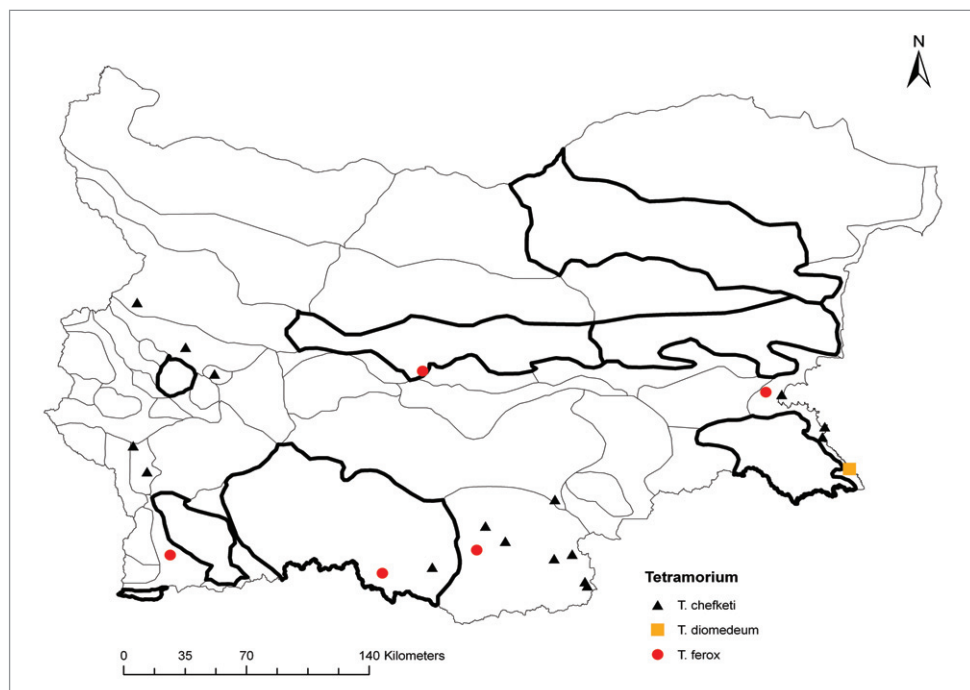 N
Tetramorium
T. chefketi
T. diomedeum
T. ferox
0 35 70 140 Kilometers